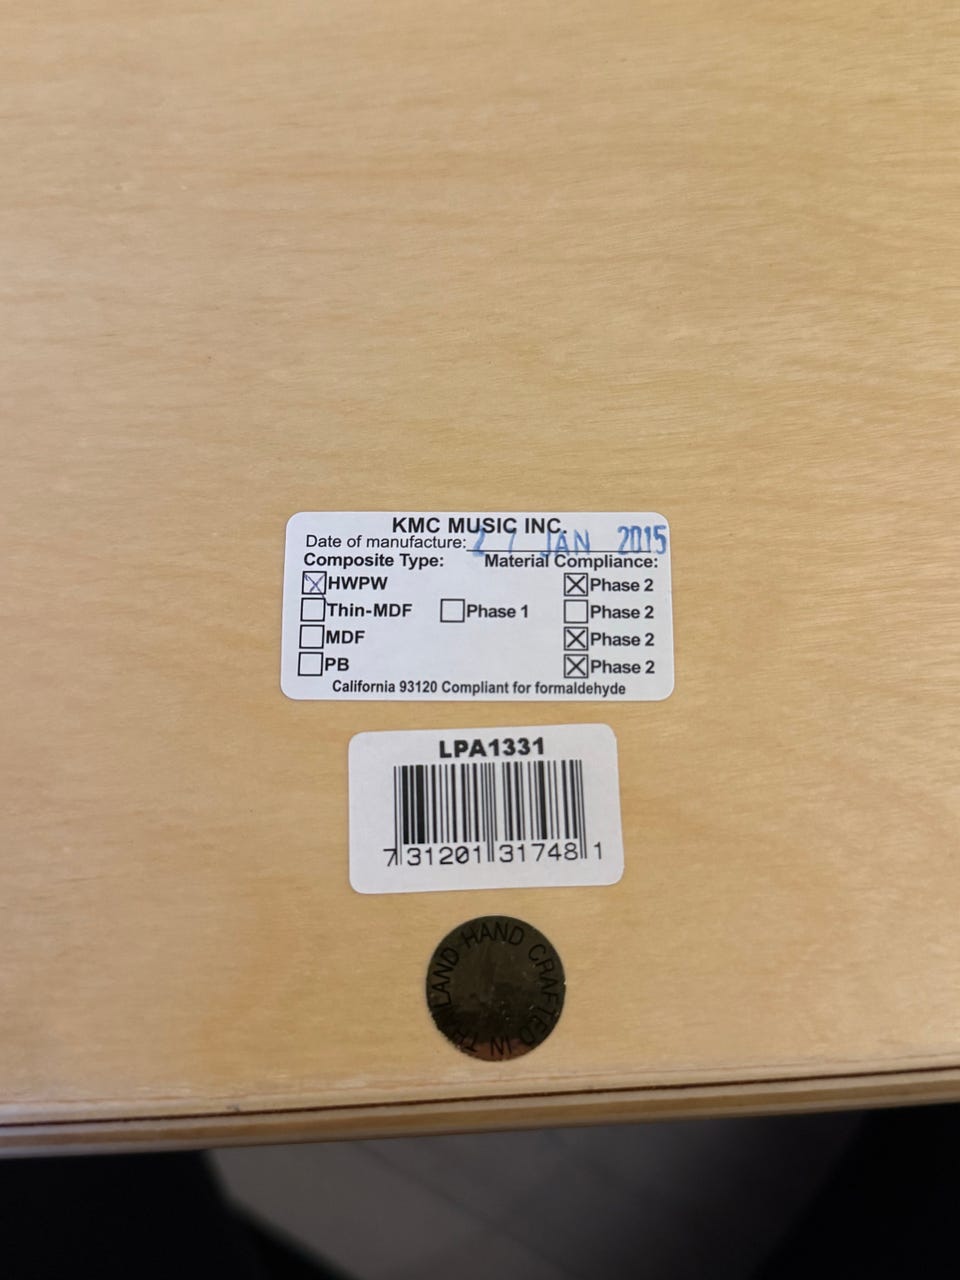 KMC MUSIC INC.
Date of manufacture: 27 JAN 2015
Composite Type: Material Compliance:
HWPW Phase 2
Thin-MDF Phase 1 Phase 2
MDF Phase 2
PB Phase 2
California 93120 Compliant for formaldehyde
LPA1331
7 31201 31748 1
HAND CRAFTED IN THAILAND